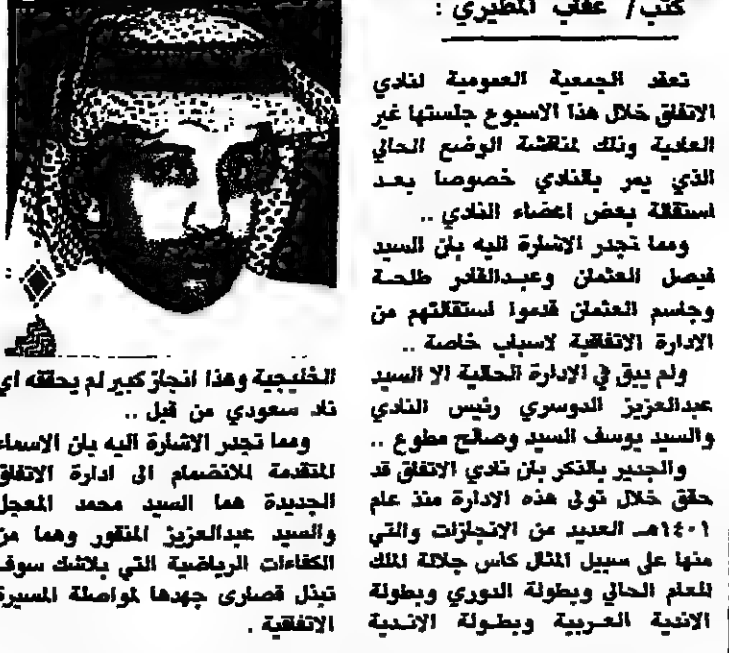 كتب/ عقاب المطيري :
تعقد الجمعية العمومية لنادي
الاتفاق خلال هذا الاسبوع جلستها غير
العادية وذلك لمناقشة الوضع الحالي
الذي يمر بالنادي خصوصا بعد
استقالة بعض اعضاء النادي ..
ومما تجدر الاشارة اليه بان السيد
فيصل العثمان وعبدالقادر طلحة
وجاسم العثمان قدموا استقالتهم من
الادارة الاتفاقية لاسباب خاصة ..
ولم يبق في الادارة الحالية الا السيد
عبدالعزيز الدوسري رئيس النادي
والسيد يوسف السيد وصالح مطوع ..
والجدير بالذكر بان نادي الاتفاق قد
حقق خلال تولى هذه الادارة منذ عام
١٤٠١هـ العديد من الانجازات والتي
منها على سبيل المثال كاس جلالة الملك
للعام الحالي وبطولة الدوري وبطولة
الاندية العربية وبطولة الاندية
الخليجية وهذا انجاز كبير لم يحققه اي
ناد سعودي من قبل ..
ومما تجدر الاشارة اليه بان الاسماء
المتقدمة للانضمام الى ادارة الاتفاق
الجديدة هما السيد محمد المعجل
والسيد عبدالعزيز المنقور وهما من
الكفاءات الرياضية التي بلاشك سوف
تبذل قصارى جهدها لمواصلة المسيرة
الاتفاقية .